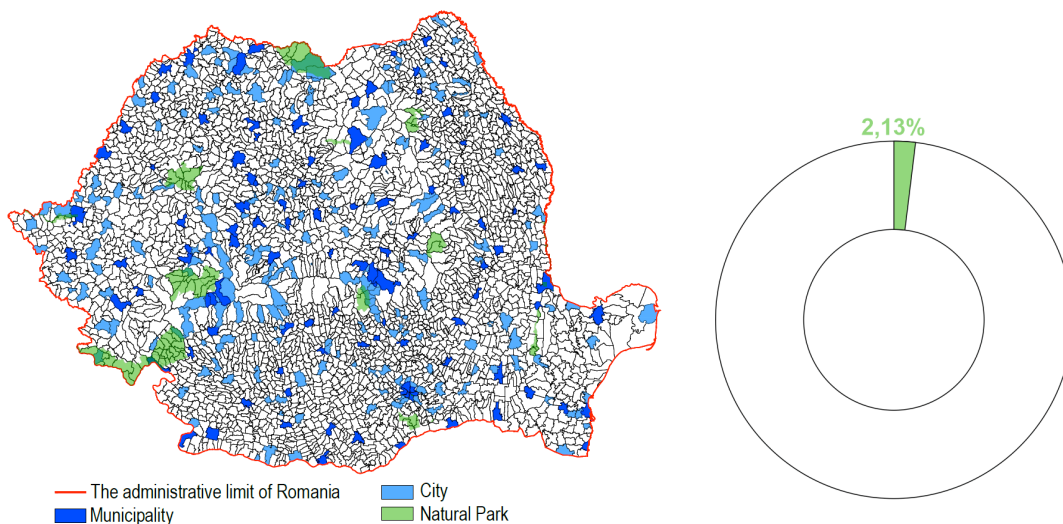 2,13%
The administrative limit of Romania
City
Municipality
Natural Park